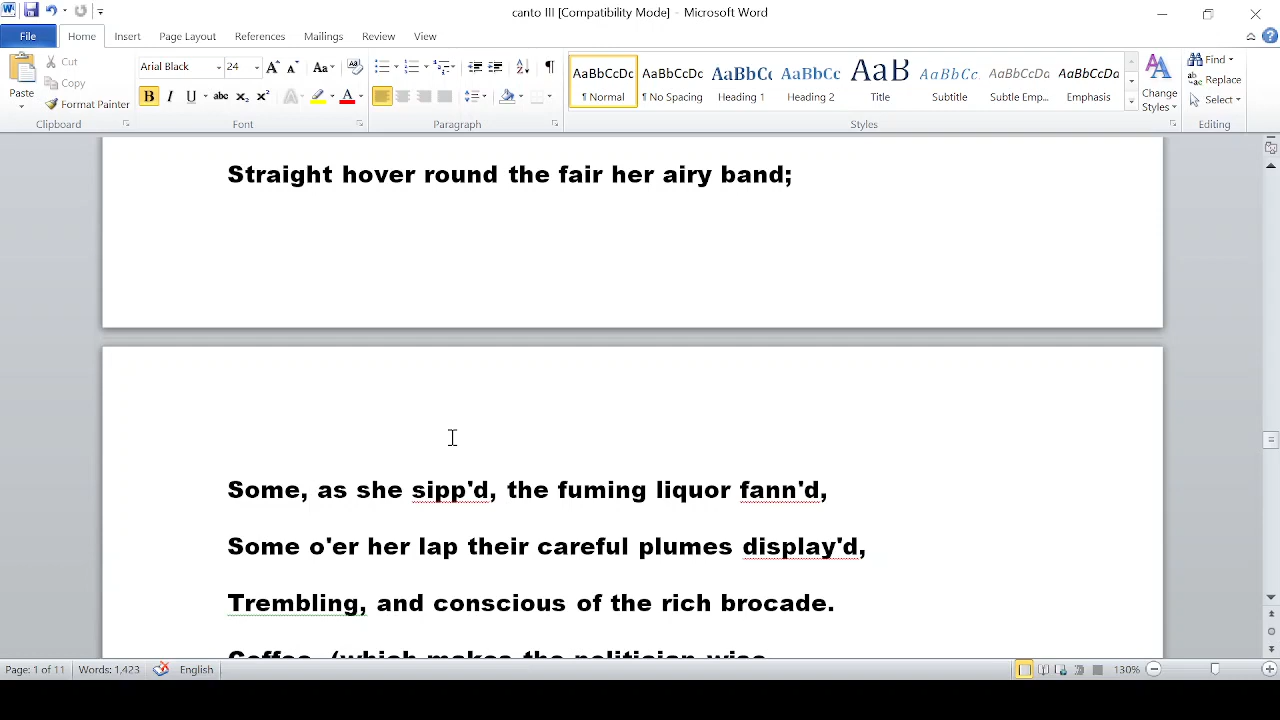 canto III [Compatibility Mode] - Microsoft Word
File Home Insert Page Layout References Mailings Review View
Paste Cut Copy Format Painter
Arial Black 24
AaBbCcDc AaBbCcDc AaBbC AaBbCc AaB AaBbCc. AaBbCcDc AaBbCcDc
¶ Normal ¶ No Spacing Heading 1 Heading 2 Title Subtitle Subtle Emp... Emphasis
Change Styles
Find Replace Select
Clipboard Font Paragraph Styles Editing
Straight hover round the fair her airy band;
Some, as she sipp'd, the fuming liquor fann'd,
Some o'er her lap their careful plumes display'd,
Trembling, and conscious of the rich brocade.
Coffee, (which makes the politician wise,
Page: 1 of 11 Words: 1,423 English 130%